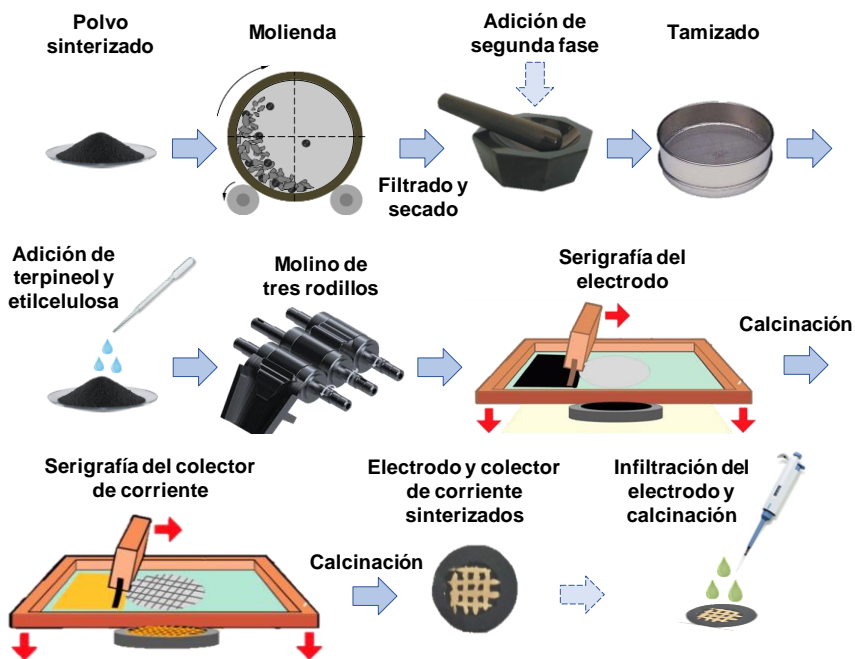 Polvo
sinterizado
Molienda
Adición de
segunda fase
Tamizado
Filtrado y
secado
Adición de
terpineol y
etilcelulosa
Molino de
tres rodillos
Serigrafía del
electrodo
Calcinación
Serigrafía del colector
de corriente
Calcinación
Electrodo y colector
de corriente
sinterizados
Infiltración del
electrodo y
calcinación